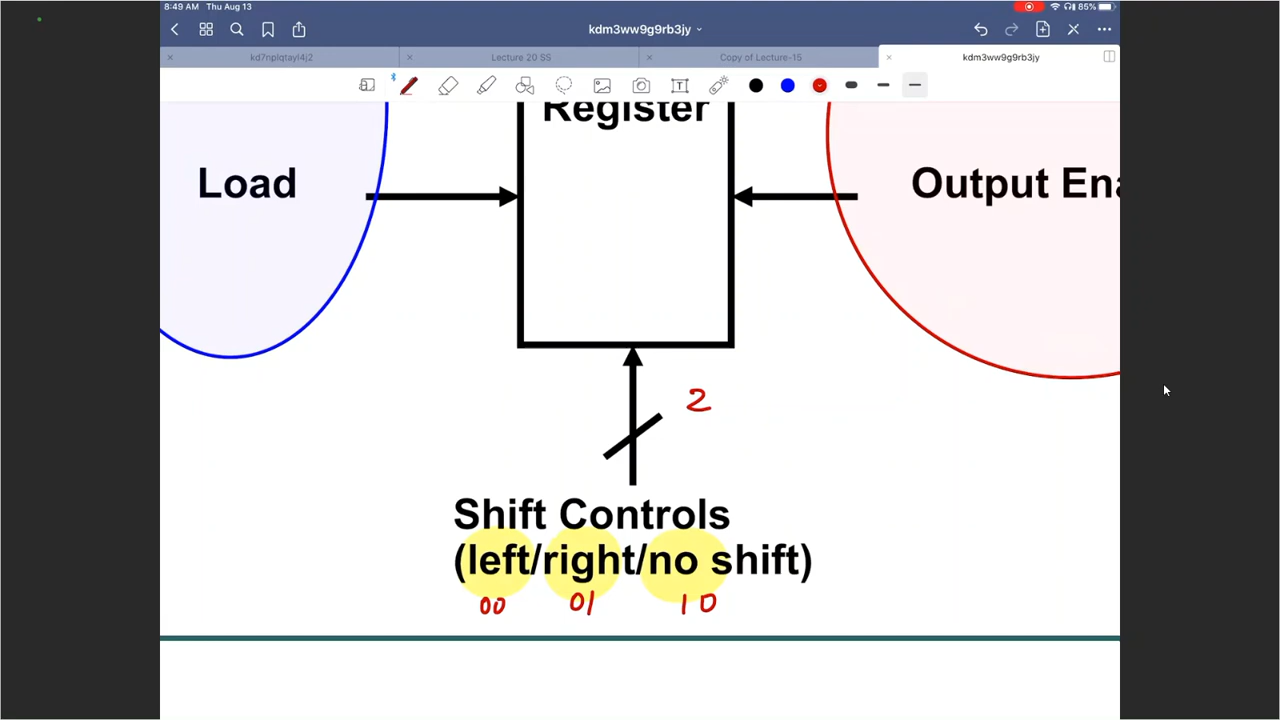 8:49 AM Thu Aug 13
85%
kdm3ww9g9rb3jy
kd7nplqtayl4j2
Lecture 20 SS
Copy of Lecture-15
kdm3ww9g9rb3jy
T
Register
Load
Output Ena
2
Shift Controls
(left/right/no shift)
00 01 10